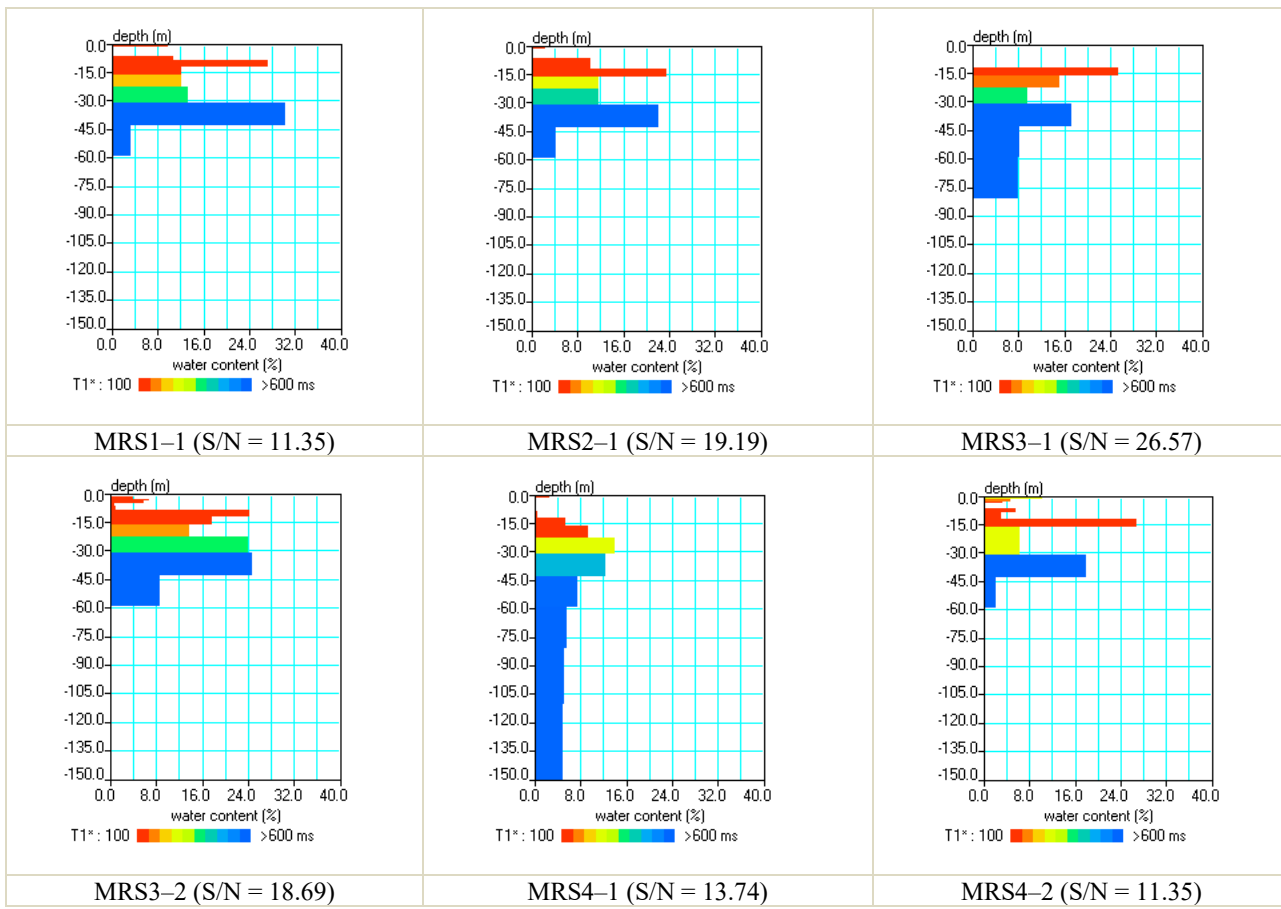 depth (m)
0.0
-15.0
-30.0
-45.0
-60.0
-75.0
-90.0
-105.0
-120.0
-135.0
-150.0
0.0 8.0 16.0 24.0 32.0 40.0
water content (%)
T1* : 100 >600 ms
MRS1–1 (S/N = 11.35)
depth (m)
0.0
-15.0
-30.0
-45.0
-60.0
-75.0
-90.0
-105.0
-120.0
-135.0
-150.0
0.0 8.0 16.0 24.0 32.0 40.0
water content (%)
T1* : 100 >600 ms
MRS2–1 (S/N = 19.19)
depth (m)
0.0
-15.0
-30.0
-45.0
-60.0
-75.0
-90.0
-105.0
-120.0
-135.0
-150.0
0.0 8.0 16.0 24.0 32.0 40.0
water content (%)
T1* : 100 >600 ms
MRS3–1 (S/N = 26.57)
depth (m)
0.0
-15.0
-30.0
-45.0
-60.0
-75.0
-90.0
-105.0
-120.0
-135.0
-150.0
0.0 8.0 16.0 24.0 32.0 40.0
water content (%)
T1* : 100 >600 ms
MRS3–2 (S/N = 18.69)
depth (m)
0.0
-15.0
-30.0
-45.0
-60.0
-75.0
-90.0
-105.0
-120.0
-135.0
-150.0
0.0 8.0 16.0 24.0 32.0 40.0
water content (%)
T1* : 100 >600 ms
MRS4–1 (S/N = 13.74)
depth (m)
0.0
-15.0
-30.0
-45.0
-60.0
-75.0
-90.0
-105.0
-120.0
-135.0
-150.0
0.0 8.0 16.0 24.0 32.0 40.0
water content (%)
T1* : 100 >600 ms
MRS4–2 (S/N = 11.35)